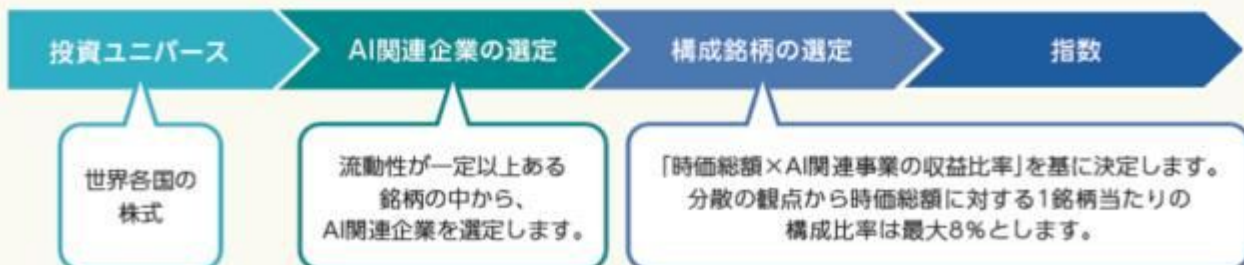 投資ユニバース
AI関連企業の選定
構成銘柄の選定
指数
世界各国の
株式
流動性が一定以上ある
銘柄の中から、
AI関連企業を選定します。
「時価総額×AI関連事業の収益比率」を基に決定します。
分散の観点から時価総額に対する1銘柄当たりの
構成比率は最大8%とします。